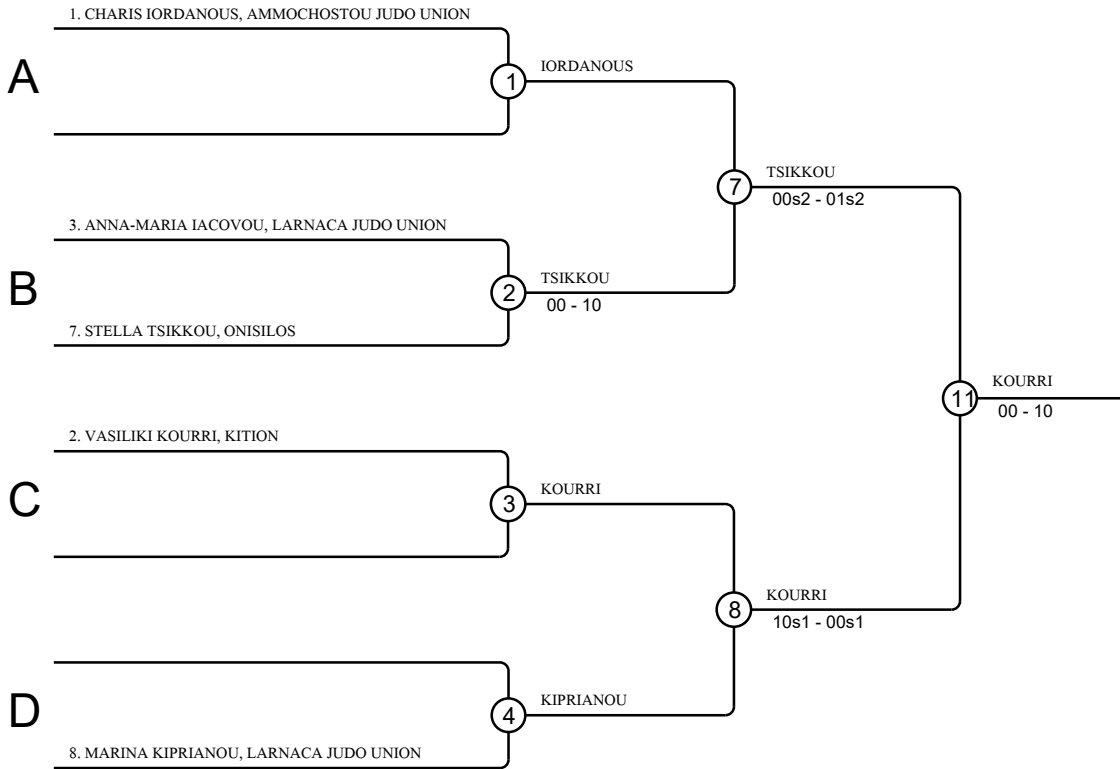 1. CHARIS IORDANOUS, AMMOCHOSTOU JUDO UNION
A
1
IORDANOUS
7
TSIKKOU
00s2 - 01s2
3. ANNA-MARIA IACOVOU, LARNACA JUDO UNION
B
2
TSIKKOU
00 - 10
7. STELLA TSIKKOU, ONISILOS
11
KOURRI
00 - 10
2. VASILIKI KOURRI, KITION
C
3
KOURRI
8
KOURRI
10s1 - 00s1
D
4
KIPRIANOU
8. MARINA KIPRIANOU, LARNACA JUDO UNION